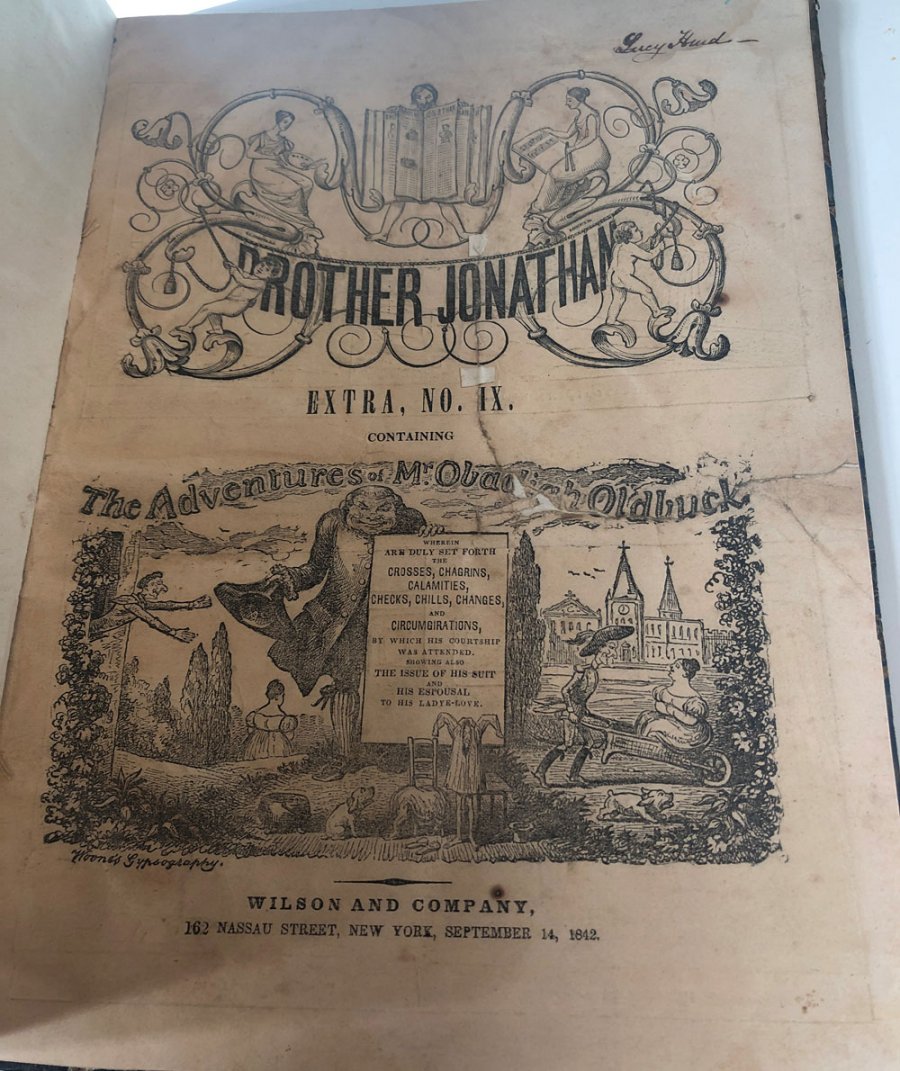 Lucy Hurd –
BROTHER JONATHAN
EXTRA, NO. IX.
CONTAINING
The Adventures of Mr. Obadiah Oldbuck
WHEREIN
ARE DULY SET FORTH
THE
CROSSES, CHAGRINS,
CALAMITIES,
CHECKS, CHILLS, CHANGES,
AND
CIRCUMGIRATIONS,
BY WHICH HIS COURTSHIP
WAS ATTENDED.
SHOWING ALSO
THE ISSUE OF HIS SUIT
AND
HIS ESPOUSAL
TO HIS LADYE-LOVE.
Woone's Gypsography.
WILSON AND COMPANY,
162 NASSAU STREET, NEW YORK, SEPTEMBER 14, 1842.